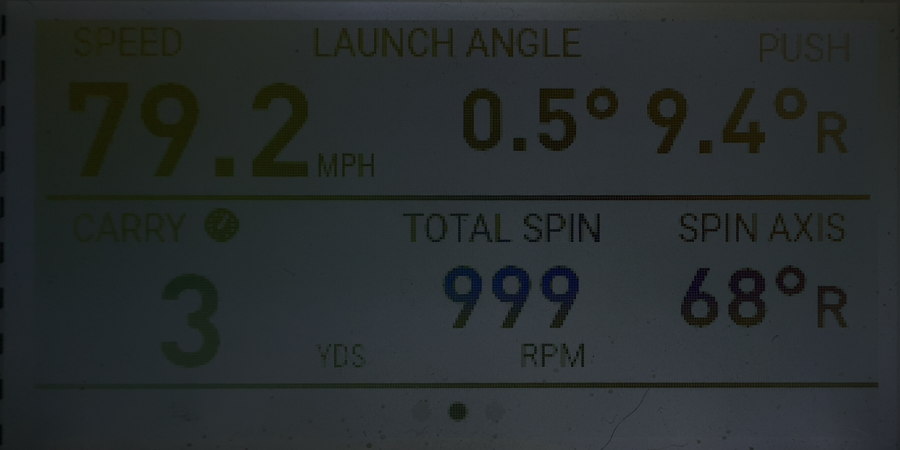 SPEED LAUNCH ANGLE PUSH
79.2 MPH 0.5° 9.4° R
CARRY TOTAL SPIN SPIN AXIS
3 YDS 999 RPM 68° R